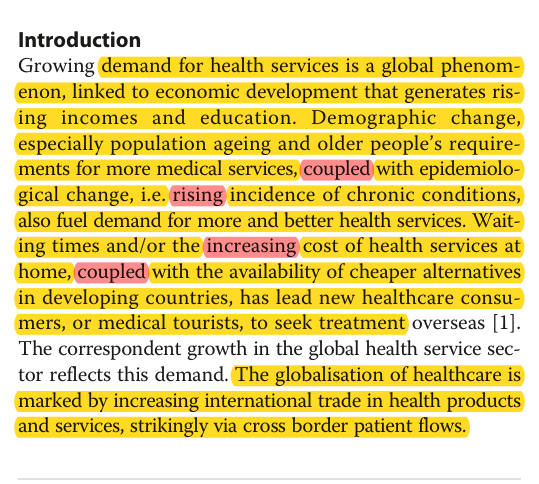 Introduction
Growing demand for health services is a global phenom-
enon, linked to economic development that generates ris-
ing incomes and education. Demographic change,
especially population ageing and older people's require-
ments for more medical services, coupled with epidemiolo-
gical change, i.e. rising incidence of chronic conditions,
also fuel demand for more and better health services. Wait-
ing times and/or the increasing cost of health services at
home, coupled with the availability of cheaper alternatives
in developing countries, has lead new healthcare consu-
mers, or medical tourists, to seek treatment overseas [1].
The correspondent growth in the global health service sec-
tor reflects this demand. The globalisation of healthcare is
marked by increasing international trade in health products
and services, strikingly via cross border patient flows.